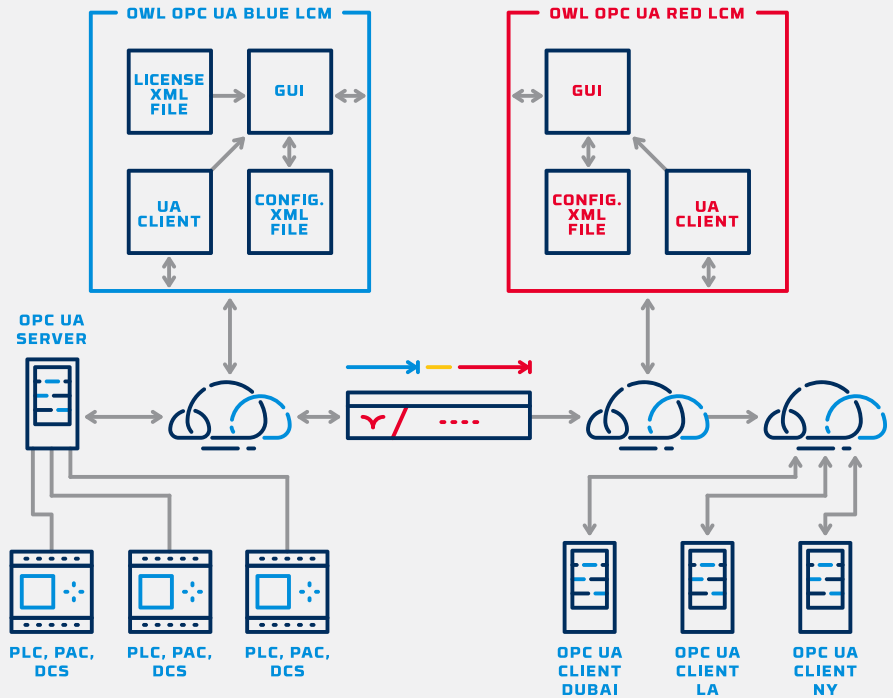 OWL OPC UA BLUE LCM
OWL OPC UA RED LCM
LICENSE
XML
FILE
GUI
UA
CLIENT
CONFIG.
XML
FILE
GUI
CONFIG.
XML
FILE
UA
CLIENT
OPC UA
SERVER
PLC, PAC,
DCS
PLC, PAC,
DCS
PLC, PAC,
DCS
OPC UA
CLIENT
DUBAI
OPC UA
CLIENT
LA
OPC UA
CLIENT
NY